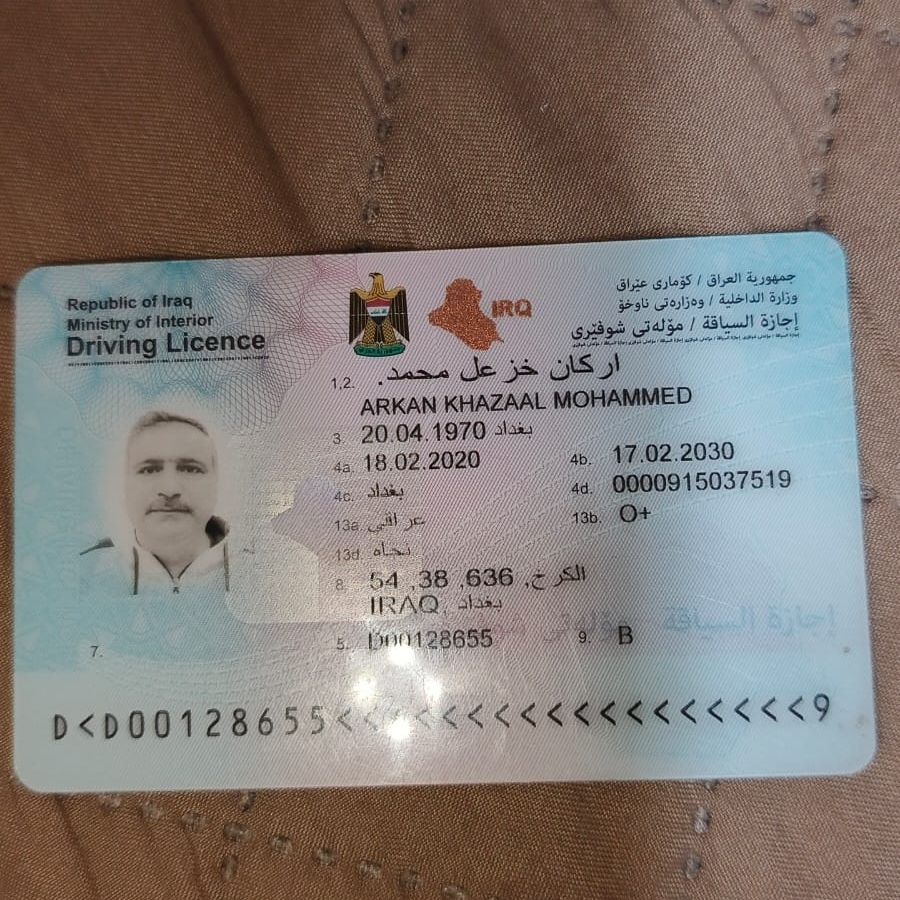 Republic of Iraq
Ministry of Interior
Driving Licence
IRQ
جمهورية العراق / كۆماری عێراق
وزارة الداخلية / وەزارەتی ناوخۆ
إجازة السياقة / مۆڵەتی شوفێری
1,2. اركان خزعل محمد.
ARKAN KHAZAAL MOHAMMED
3 20.04.1970 بغداد
4a. 18.02.2020 4b. 17.02.2030
4c. بغداد 4d. 0000915037519
13a عراقي 13b. O+
13d. نجاه
8. الكرخ, 636, 38, 54
IRAQ, بغداد
إجازة السياقة مۆڵەتی
7. 5. D00128655 9. B
D<D00128655<<<<<<<<<<<<<<<<<<9